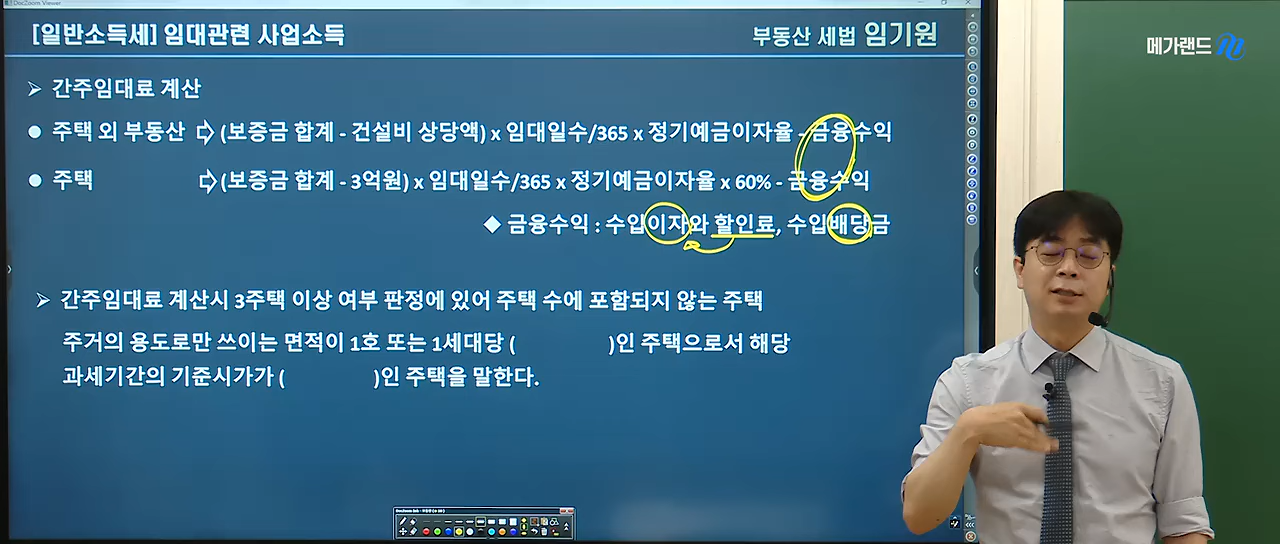 DocZoom Viewer
[일반소득세] 임대관련 사업소득
부동산 세법 임기원
메가랜드
➢ 간주임대료 계산
● 주택 외 부동산 ⇨ (보증금 합계 - 건설비 상당액) x 임대일수/365 x 정기예금이자율 - 금융수익
● 주택 ⇨ (보증금 합계 - 3억원) x 임대일수/365 x 정기예금이자율 x 60% - 금융수익
◆ 금융수익 : 수입이자와 할인료, 수입배당금
➢ 간주임대료 계산시 3주택 이상 여부 판정에 있어 주택 수에 포함되지 않는 주택
주거의 용도로만 쓰이는 면적이 1호 또는 1세대당 ( )인 주택으로서 해당
과세기간의 기준시가가 ( )인 주택을 말한다.